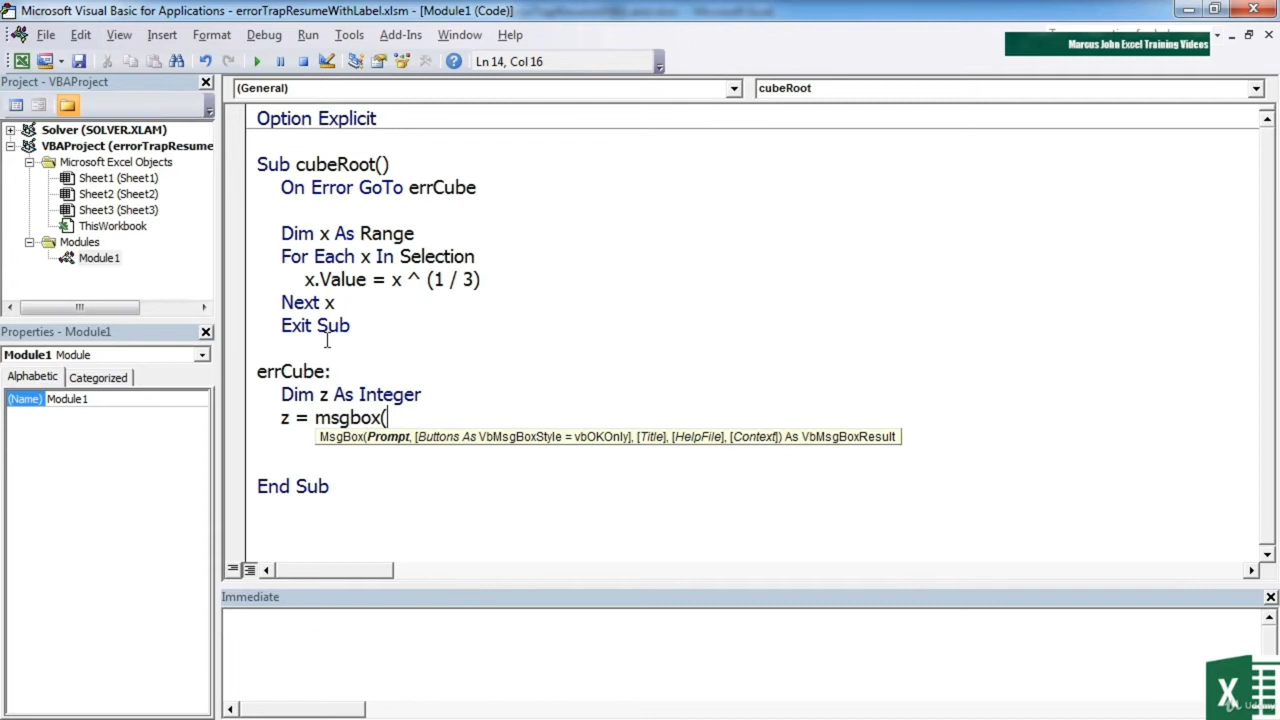 Microsoft Visual Basic for Applications - errorTrapResumeWithLabel.xlsm - [Module1 (Code)]
File Edit View Insert Format Debug Run Tools Add-Ins Window Help
Marcus John Excel Training Videos
Ln 14, Col 16
Project - VBAProject
(General)
cubeRoot
Solver (SOLVER.XLAM)
VBAProject (errorTrapResume
Microsoft Excel Objects
Sheet1 (Sheet1)
Sheet2 (Sheet2)
Sheet3 (Sheet3)
ThisWorkbook
Modules
Module1
Properties - Module1
Module1 Module
Alphabetic Categorized
(Name) Module1
Option Explicit
Sub cubeRoot()
On Error GoTo errCube
Dim x As Range
For Each x In Selection
x.Value = x ^ (1 / 3)
Next x
Exit Sub
errCube:
Dim z As Integer
z = msgbox(
MsgBox(Prompt, [Buttons As VbMsgBoxStyle = vbOKOnly], [Title], [HelpFile], [Context]) As VbMsgBoxResult
End Sub
Immediate
X
Udemy